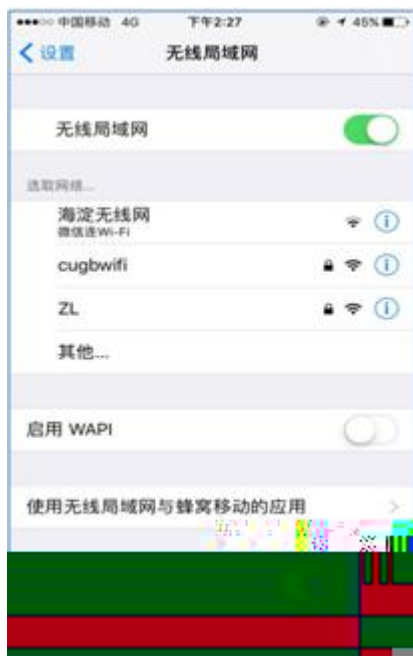 中国移动 4G 下午2:27 45%
设置 无线局域网
无线局域网
选取网络...
海淀无线网
微信连Wi-Fi
cugbwifi
ZL
其他...
启用 WAPI
使用无线局域网与蜂窝移动的应用